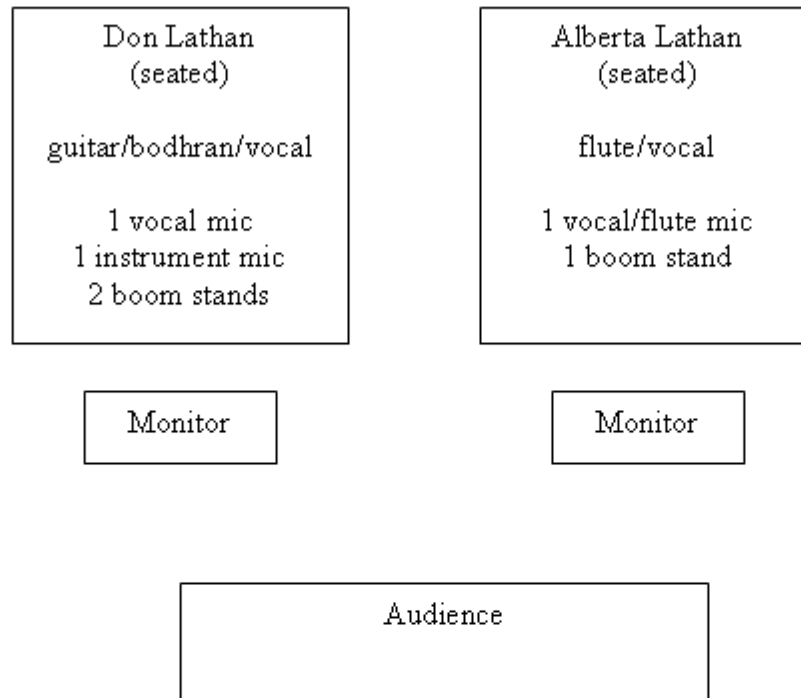 Don Lathan
(seated)
guitar/bodhran/vocal
1 vocal mic
1 instrument mic
2 boom stands
Alberta Lathan
(seated)
flute/vocal
1 vocal/flute mic
1 boom stand
Monitor
Monitor
Audience